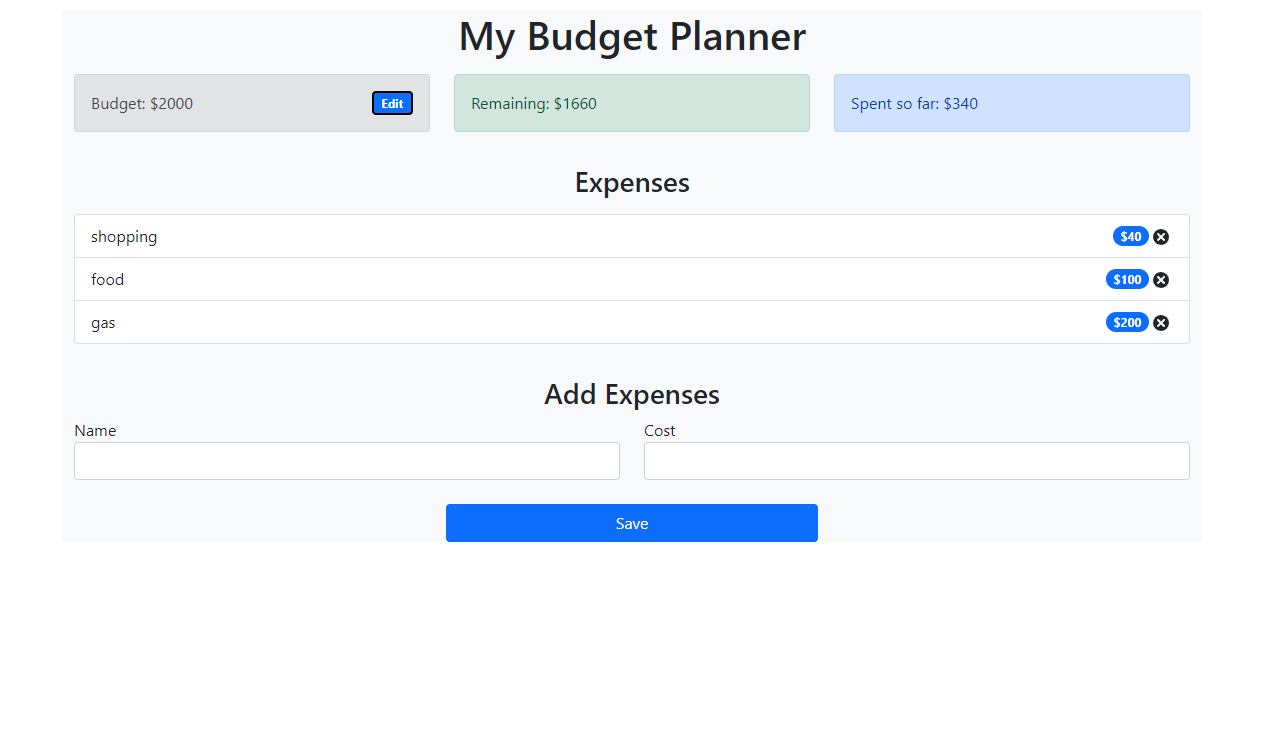 My Budget Planner
Budget: $2000 Edit Remaining: $1660 Spent so far: $340
Expenses
shopping $40
food $100
gas $200
Add Expenses
Name Cost
Save